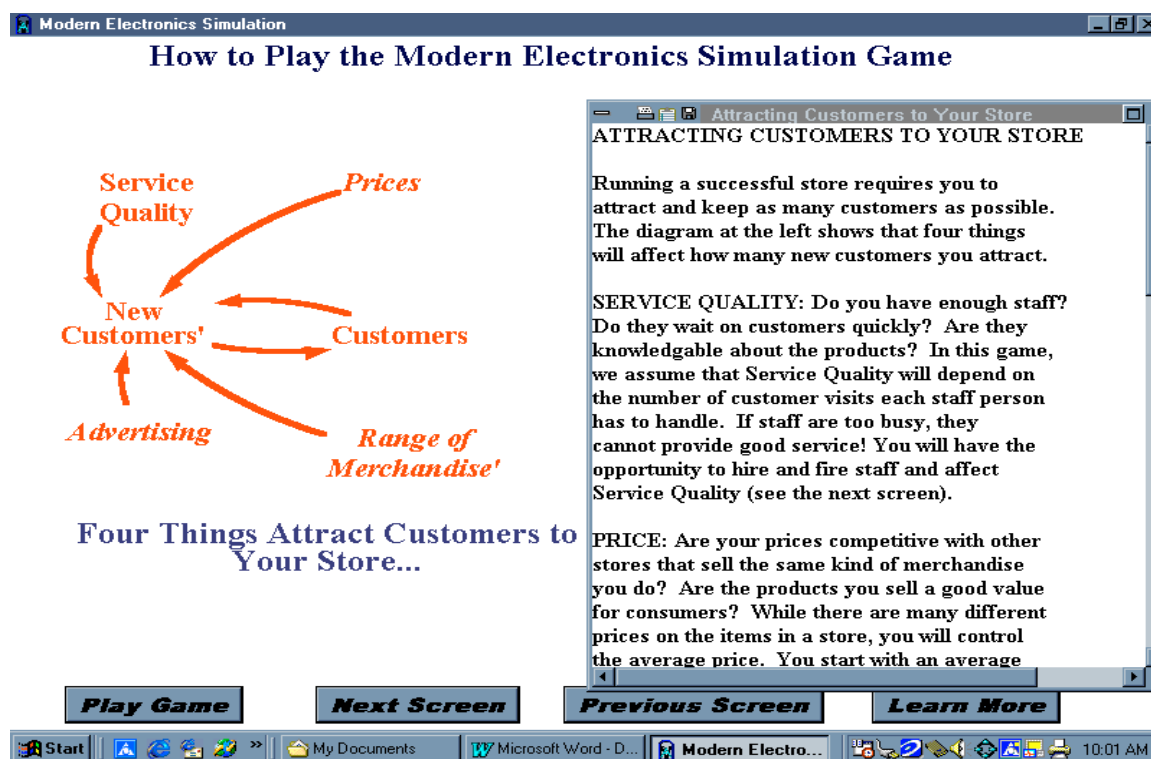 Modern Electronics Simulation
How to Play the Modern Electronics Simulation Game
Service
Quality
Prices
New
Customers'
Customers
Advertising
Range of
Merchandise'
Four Things Attract Customers to
Your Store...
Attracting Customers to Your Store
ATTRACTING CUSTOMERS TO YOUR STORE
Running a successful store requires you to
attract and keep as many customers as possible.
The diagram at the left shows that four things
will affect how many new customers you attract.
SERVICE QUALITY: Do you have enough staff?
Do they wait on customers quickly? Are they
knowledgable about the products? In this game,
we assume that Service Quality will depend on
the number of customer visits each staff person
has to handle. If staff are too busy, they
cannot provide good service! You will have the
opportunity to hire and fire staff and affect
Service Quality (see the next screen).
PRICE: Are your prices competitive with other
stores that sell the same kind of merchandise
you do? Are the products you sell a good value
for consumers? While there are many different
prices on the items in a store, you will control
the average price. You start with an average
Play Game
Next Screen
Previous Screen
Learn More
Start
»
My Documents
Microsoft Word - D...
Modern Electro...
10:01 AM